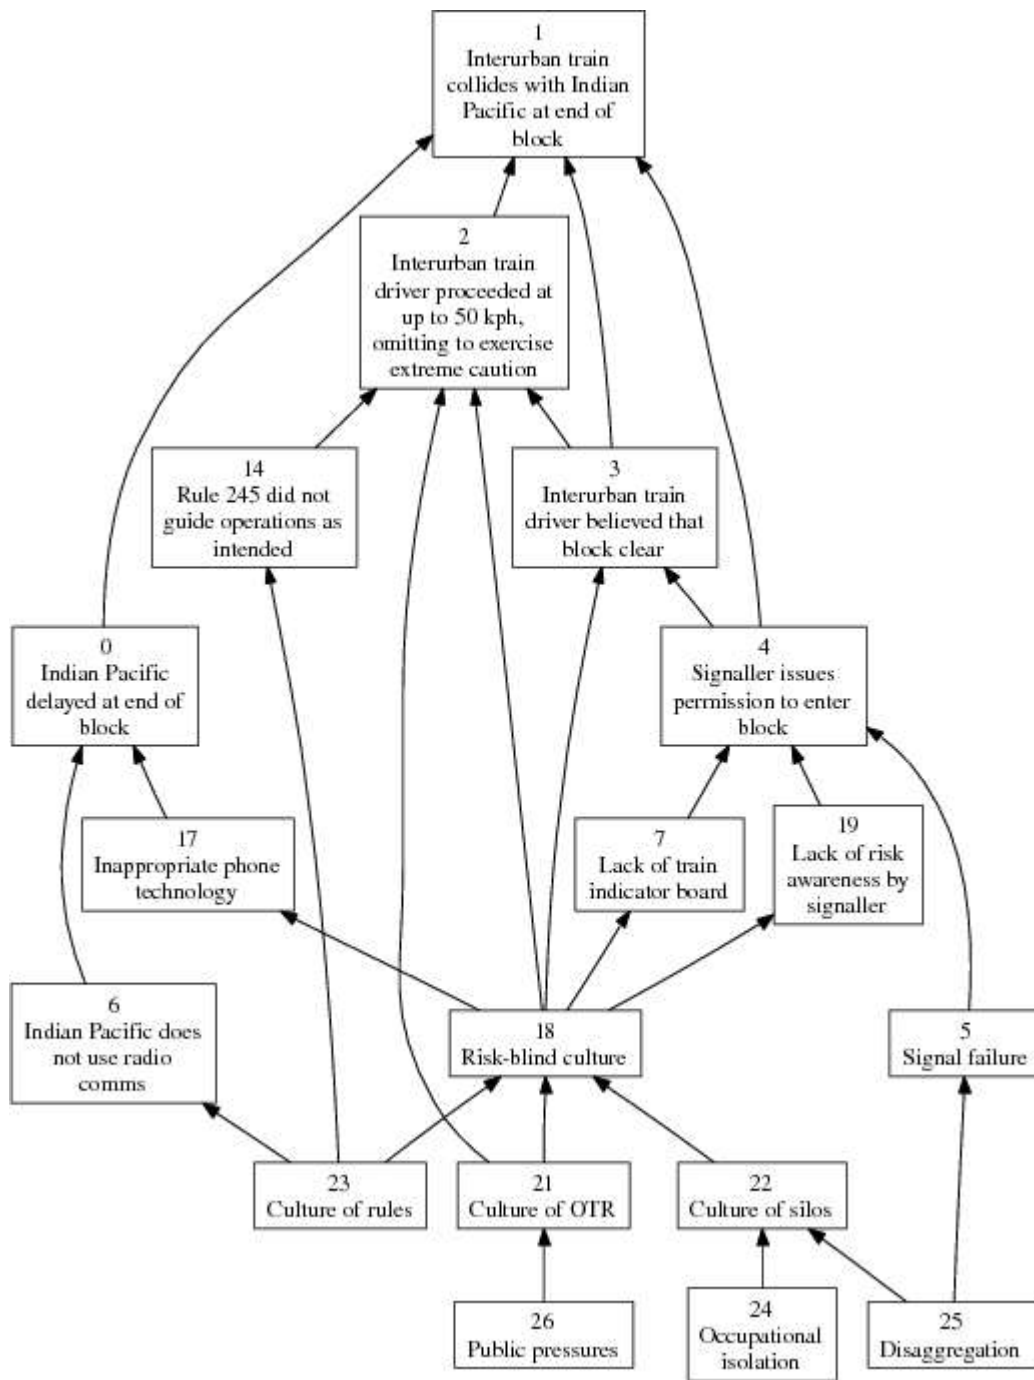 1
Interurban train
collides with Indian
Pacific at end of
block
2
Interurban train
driver proceeded at
up to 50 kph,
omitting to exercise
extreme caution
14
Rule 245 did not
guide operations as
intended
3
Interurban train
driver believed that
block clear
0
Indian Pacific
delayed at end of
block
4
Signaller issues
permission to enter
block
17
Inappropriate phone
technology
7
Lack of train
indicator board
19
Lack of risk
awareness by
signaller
6
Indian Pacific does
not use radio
comms
18
Risk-blind culture
5
Signal failure
23
Culture of rules
21
Culture of OTR
22
Culture of silos
26
Public pressures
24
Occupational
isolation
25
Disaggregation